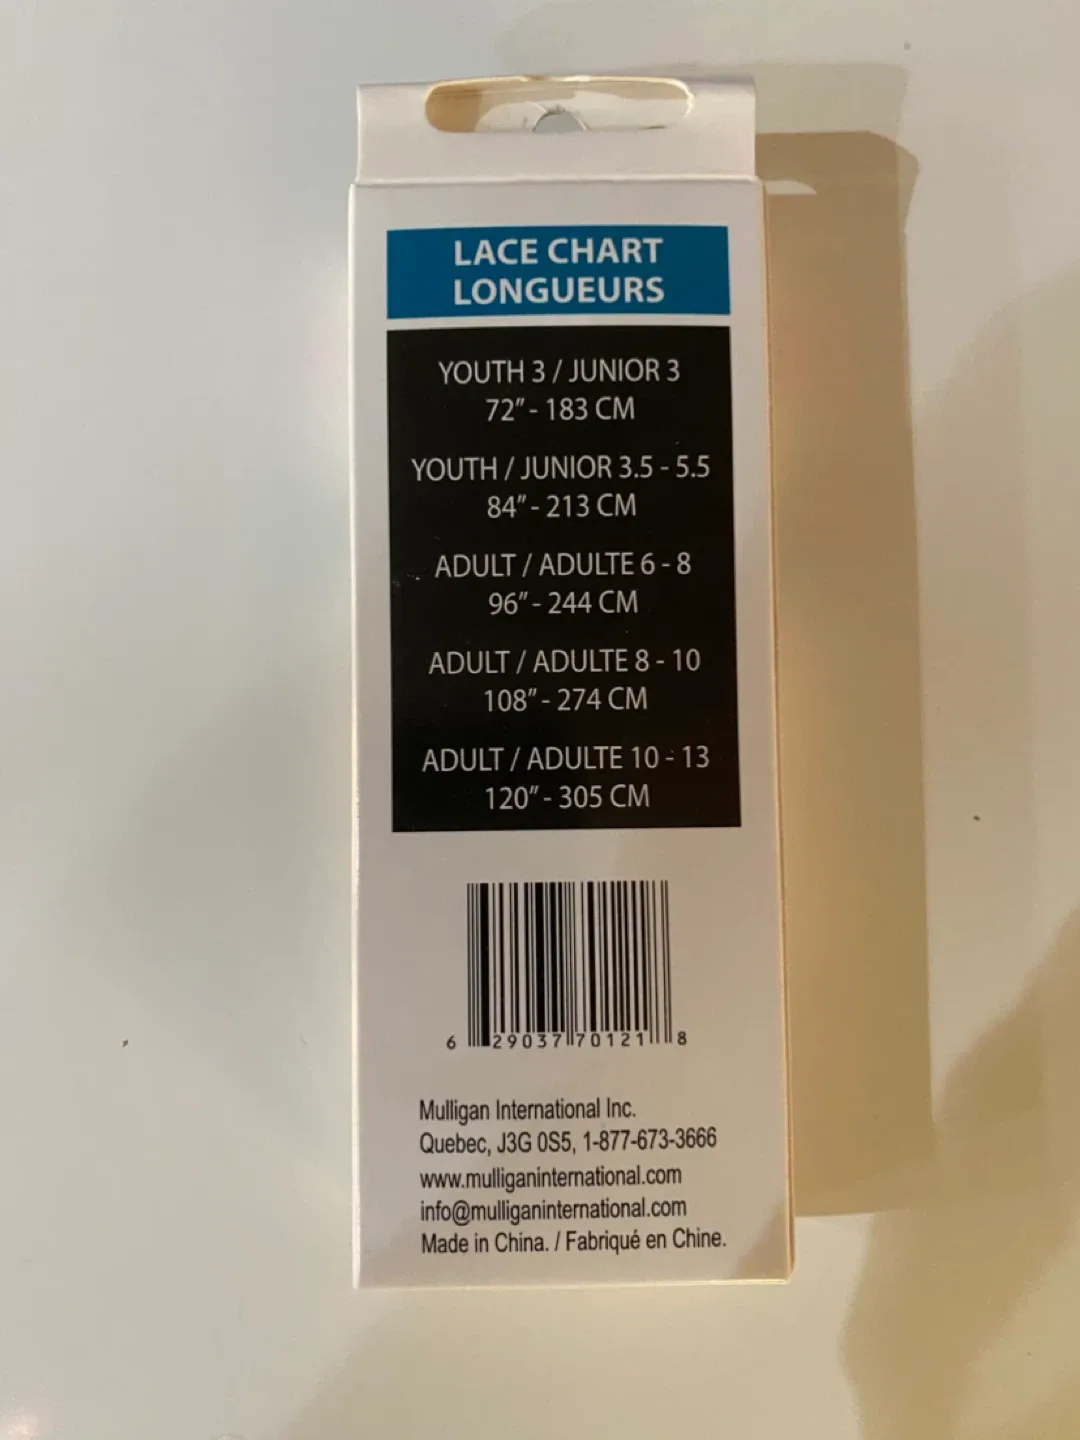 LACE CHART
LONGUEURS
YOUTH 3 / JUNIOR 3
72" - 183 CM
YOUTH / JUNIOR 3.5 - 5.5
84" - 213 CM
ADULT / ADULTE 6 - 8
96" - 244 CM
ADULT / ADULTE 8 - 10
108" - 274 CM
ADULT / ADULTE 10 - 13
120" - 305 CM
6 29037 70121 8
Mulligan International Inc.
Quebec, J3G 0S5, 1-877-673-3666
www.mulliganinternational.com
info@mulliganinternational.com
Made in China. / Fabriqué en Chine.